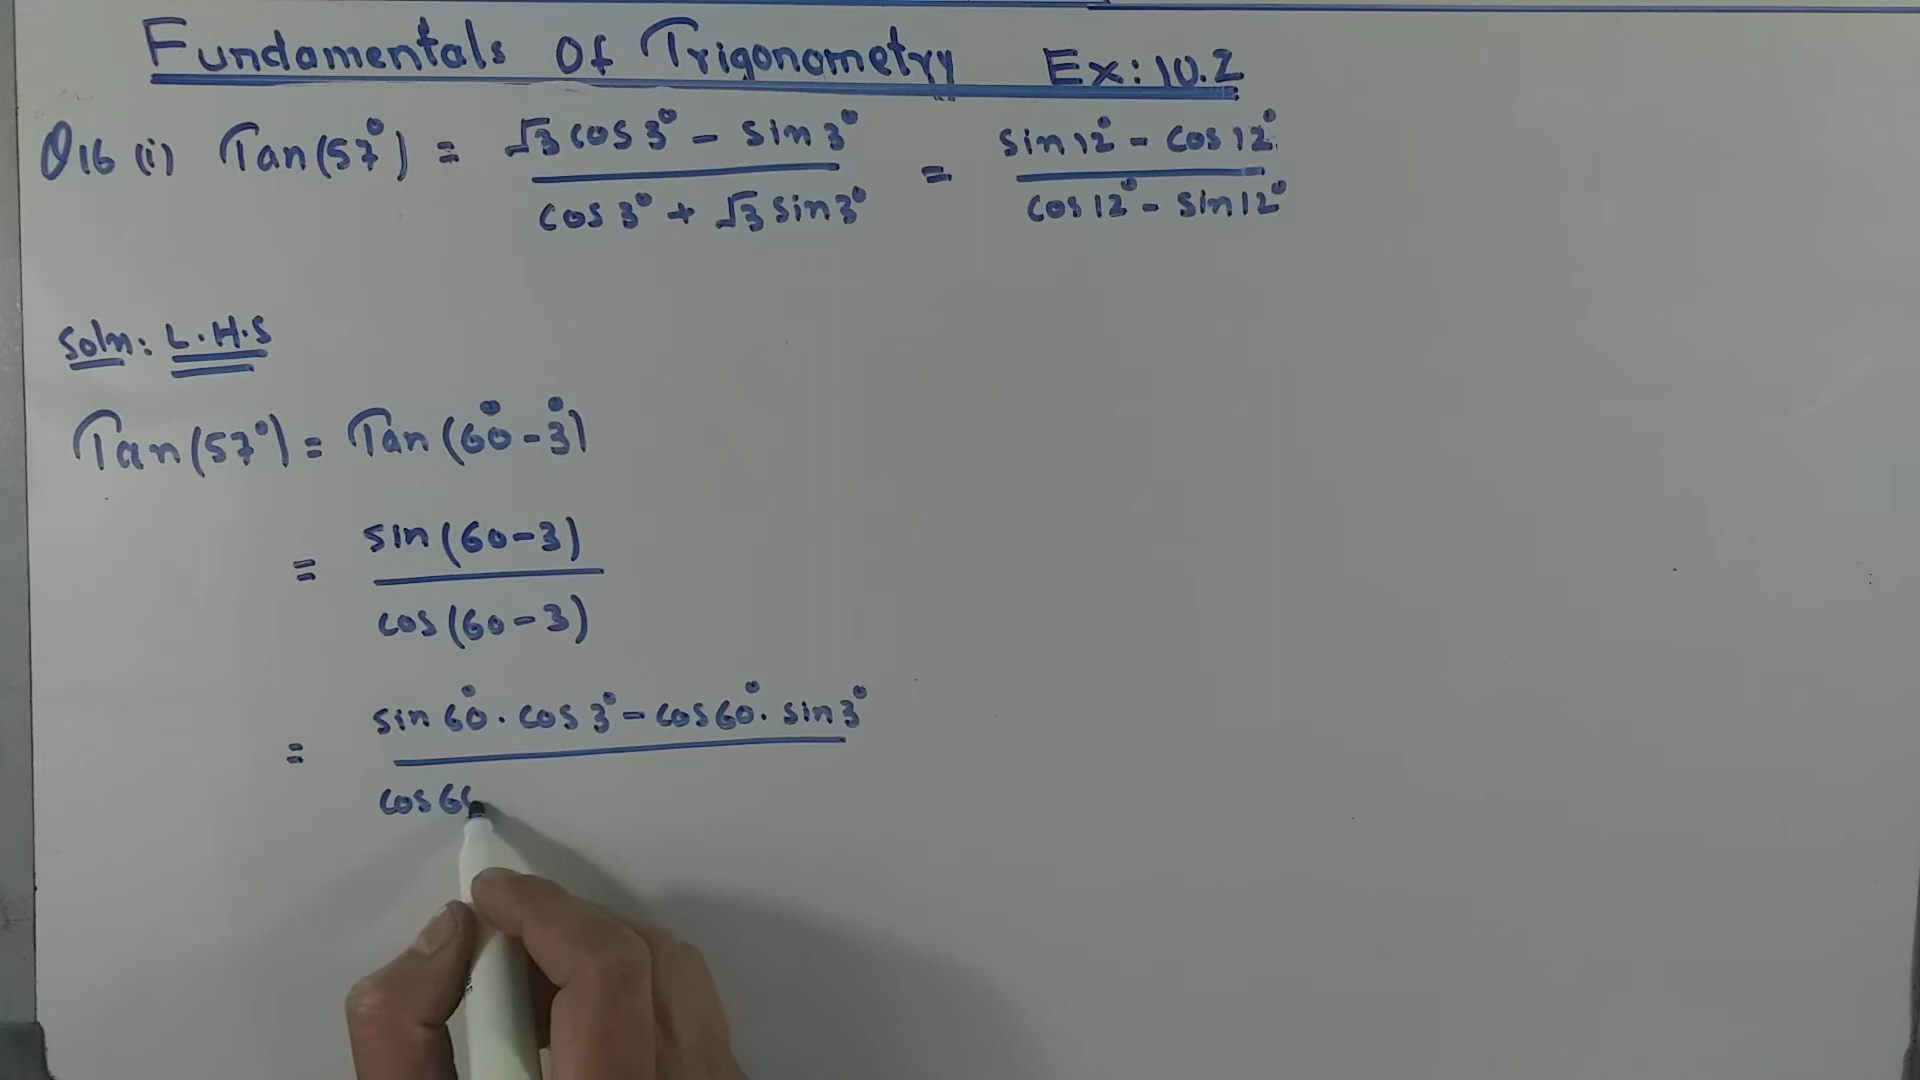 Fundamentals Of Trigonometry Ex: 10.2
Q16 (i) Tan(57°) = (√3 cos 3° - sin 3°) / (cos 3° + √3 sin 3°) = (sin 12° - cos 12°) / (cos 12° - sin 12°)
Soln: L.H.S
Tan(57°) = Tan(60° - 3°)
= sin(60-3) / cos(60-3)
= sin 60° . cos 3° - cos 60° . sin 3°
cos 60